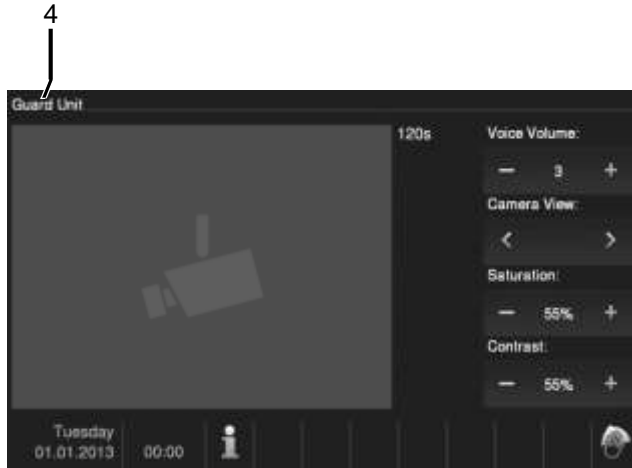 4
Guard Unit
120s
Voice Volume:
− 3 +
Camera View:
< >
Saturation:
− 55% +
Contrast:
− 55% +
Tuesday
01.01.2013 00:00